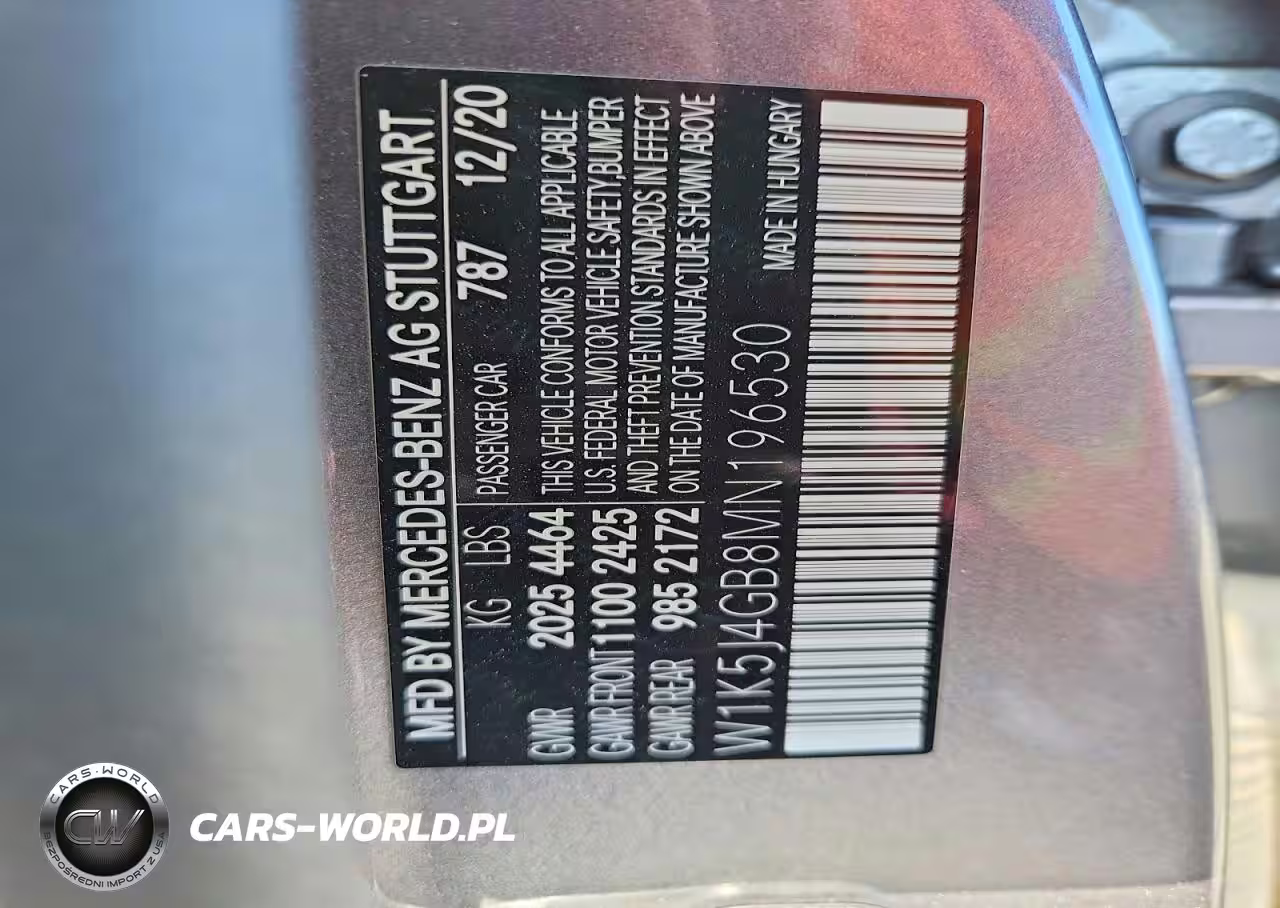 MFD BY MERCEDES-BENZ AG STUTTGART
KG LBS PASSENGER CAR 787 12/20
GWR 2025 4464 THIS VEHICLE CONFORMS TO ALL APPLICABLE
GAWR FRONT 1100 2425 U.S. FEDERAL MOTOR VEHICLE SAFETY,BUMPER
GAWR REAR 985 2172 AND THEFT PREVENTION STANDARDS IN EFFECT
ON THE DATE OF MANUFACTURE SHOWN ABOVE
W1K5J4GB8MN196530 MADE IN HUNGARY
CARS-WORLD
CW
BEZPOŚREDNI IMPORT Z USA
CARS-WORLD.PL